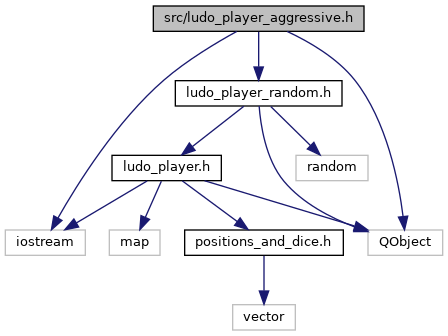 src/ludo_player_aggressive.h
ludo_player_random.h
ludo_player.h
random
iostream
map
positions_and_dice.h
QObject
vector